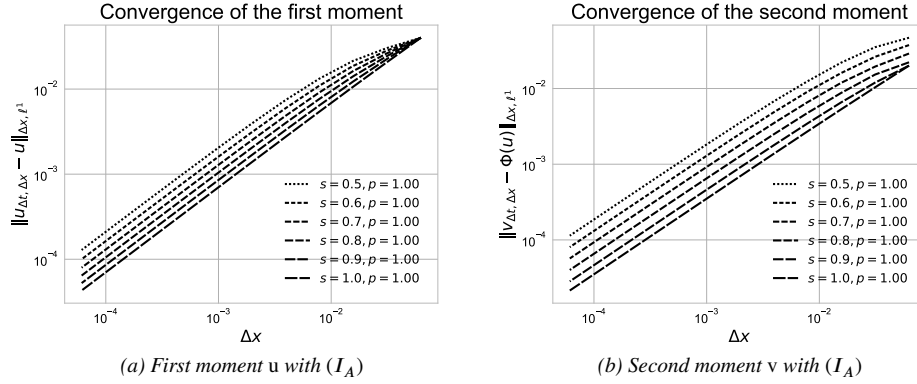 Convergence of the first moment
‖u_{Δt, Δx} − u‖_{Δx, ℓ¹}
10⁻²
10⁻³
10⁻⁴
s = 0.5, p = 1.00
s = 0.6, p = 1.00
s = 0.7, p = 1.00
s = 0.8, p = 1.00
s = 0.9, p = 1.00
s = 1.0, p = 1.00
10⁻⁴ 10⁻³ 10⁻²
Δx
(a) First moment u with (I_A)
Convergence of the second moment
‖v_{Δt, Δx} − Φ(u)‖_{Δx, ℓ¹}
10⁻²
10⁻³
10⁻⁴
s = 0.5, p = 1.00
s = 0.6, p = 1.00
s = 0.7, p = 1.00
s = 0.8, p = 1.00
s = 0.9, p = 1.00
s = 1.0, p = 1.00
10⁻⁴ 10⁻³ 10⁻²
Δx
(b) Second moment v with (I_A)